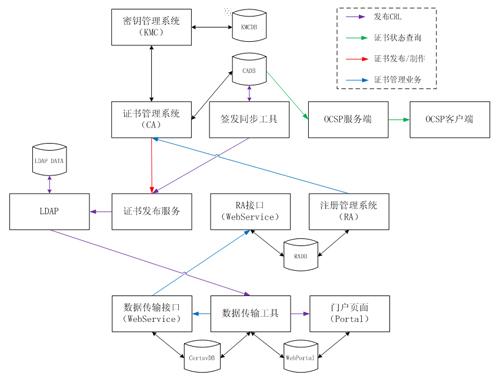 密钥管理系统
(KMC)
KMCDB
发布CRL
证书状态查询
证书发布/制作
证书管理业务
CADB
证书管理系统
(CA)
签发同步工具
OCSP服务端
OCSP客户端
LDAP DATA
LDAP
证书发布服务
RA接口
(WebService)
注册管理系统
(RA)
RADB
数据传输接口
(WebService)
数据传输工具
门户页面
(Portal)
CertsvDB
WebPortal